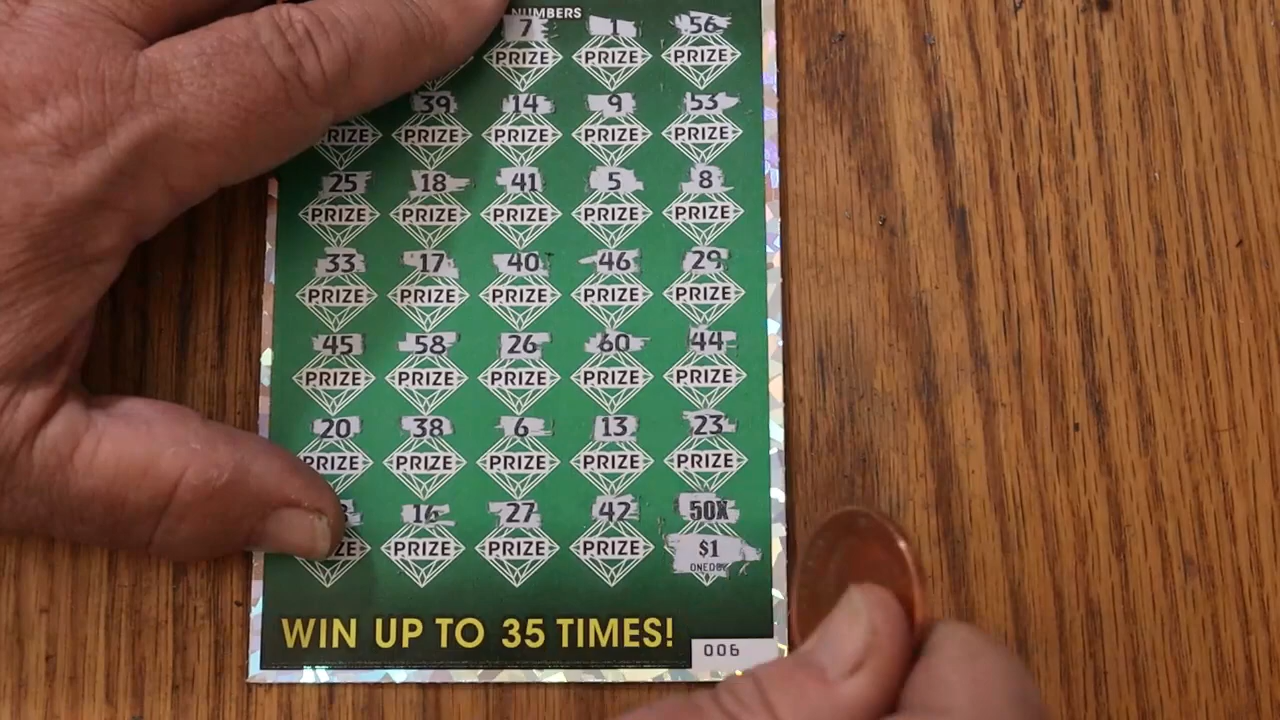 NUMBERS
7 1 56
PRIZE PRIZE PRIZE
39 14 9 53
PRIZE PRIZE PRIZE PRIZE
25 18 41 5 8
PRIZE PRIZE PRIZE PRIZE PRIZE
33 17 40 46 29
PRIZE PRIZE PRIZE PRIZE PRIZE
45 58 26 60 44
PRIZE PRIZE PRIZE PRIZE PRIZE
20 38 6 13 23
PRIZE PRIZE PRIZE PRIZE PRIZE
16 27 42 50X
PRIZE PRIZE PRIZE $1
WIN UP TO 35 TIMES!
006